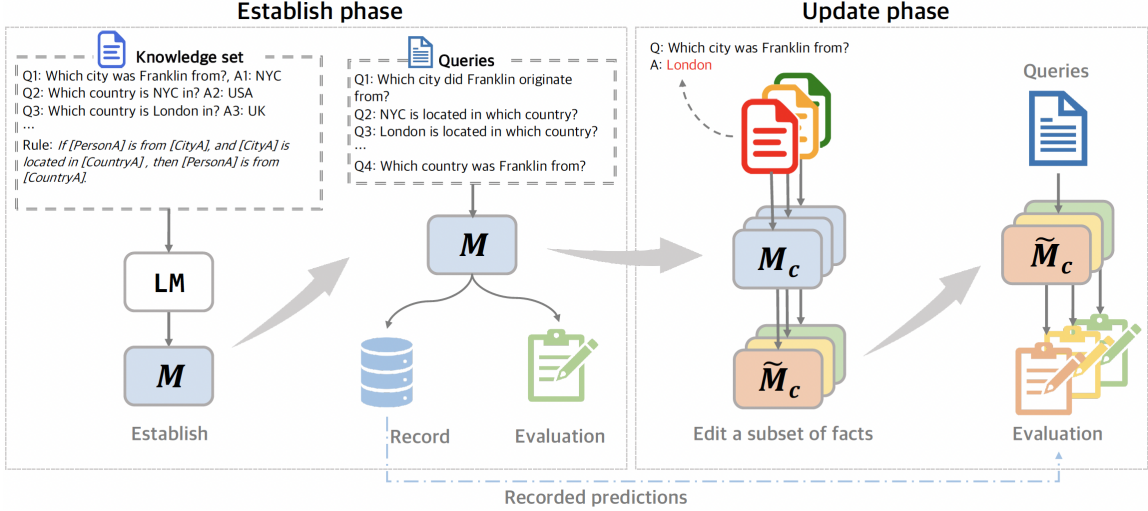 Establish phase
Update phase
Knowledge set
Q1: Which city was Franklin from?, A1: NYC
Q2: Which country is NYC in? A2: USA
Q3: Which country is London in? A3: UK
...
Rule: If [PersonA] is from [CityA], and [CityA] is
located in [CountryA] , then [PersonA] is from
[CountryA].
LM
M
Establish
Queries
Q1: Which city did Franklin originate
from?
Q2: NYC is located in which country?
Q3: London is located in which country?
...
Q4: Which country was Franklin from?
M
Record
Evaluation
Q: Which city was Franklin from?
A: London
M_c
M̃_c
Edit a subset of facts
Queries
M̃_c
Evaluation
Recorded predictions